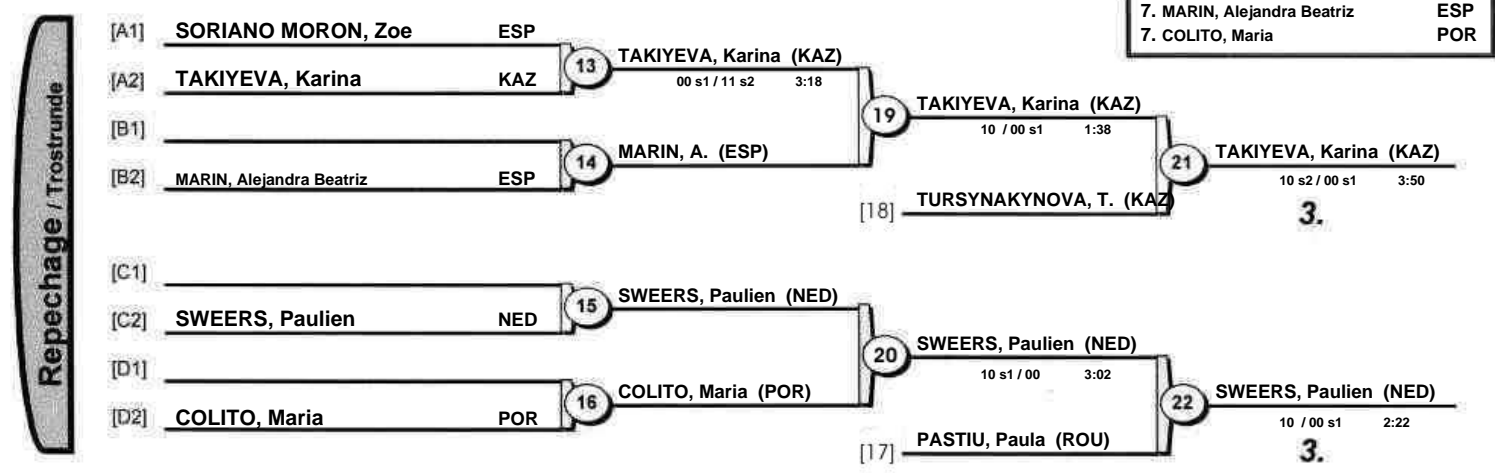 7. MARIN, Alejandra Beatriz ESP
7. COLITO, Maria POR
Repechage / Trostrunde
[A1] SORIANO MORON, Zoe ESP
13 TAKIYEVA, Karina (KAZ)
00 s1 / 11 s2 3:18
[A2] TAKIYEVA, Karina KAZ
19 TAKIYEVA, Karina (KAZ)
10 / 00 s1 1:38
[B1]
14 MARIN, A. (ESP)
[B2] MARIN, Alejandra Beatriz ESP
21 TAKIYEVA, Karina (KAZ)
10 s2 / 00 s1 3:50
[18] TURSYNAKYNOVA, T. (KAZ)
3.
[C1]
15 SWEERS, Paulien (NED)
[C2] SWEERS, Paulien NED
20 SWEERS, Paulien (NED)
10 s1 / 00 3:02
[D1]
16 COLITO, Maria (POR)
[D2] COLITO, Maria POR
22 SWEERS, Paulien (NED)
10 / 00 s1 2:22
[17] PASTIU, Paula (ROU)
3.